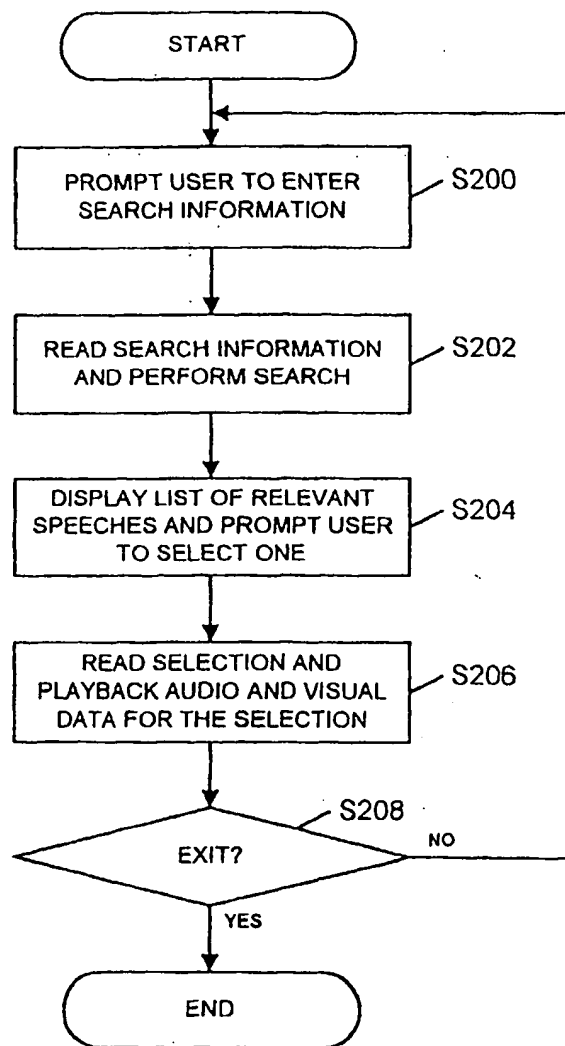 START
PROMPT USER TO ENTER
SEARCH INFORMATION
S200
READ SEARCH INFORMATION
AND PERFORM SEARCH
S202
DISPLAY LIST OF RELEVANT
SPEECHES AND PROMPT USER
TO SELECT ONE
S204
READ SELECTION AND
PLAYBACK AUDIO AND VISUAL
DATA FOR THE SELECTION
S206
S208
EXIT?
NO
YES
END